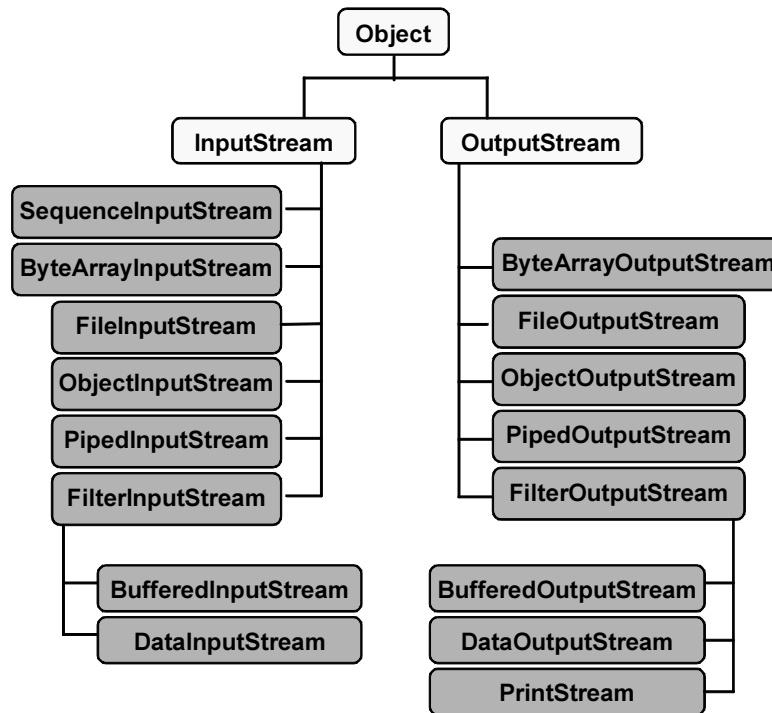 Object
InputStream
OutputStream
SequenceInputStream
ByteArrayInputStream
FileInputStream
ObjectInputStream
PipedInputStream
FilterInputStream
BufferedInputStream
DataInputStream
ByteArrayOutputStream
FileOutputStream
ObjectOutputStream
PipedOutputStream
FilterOutputStream
BufferedOutputStream
DataOutputStream
PrintStream